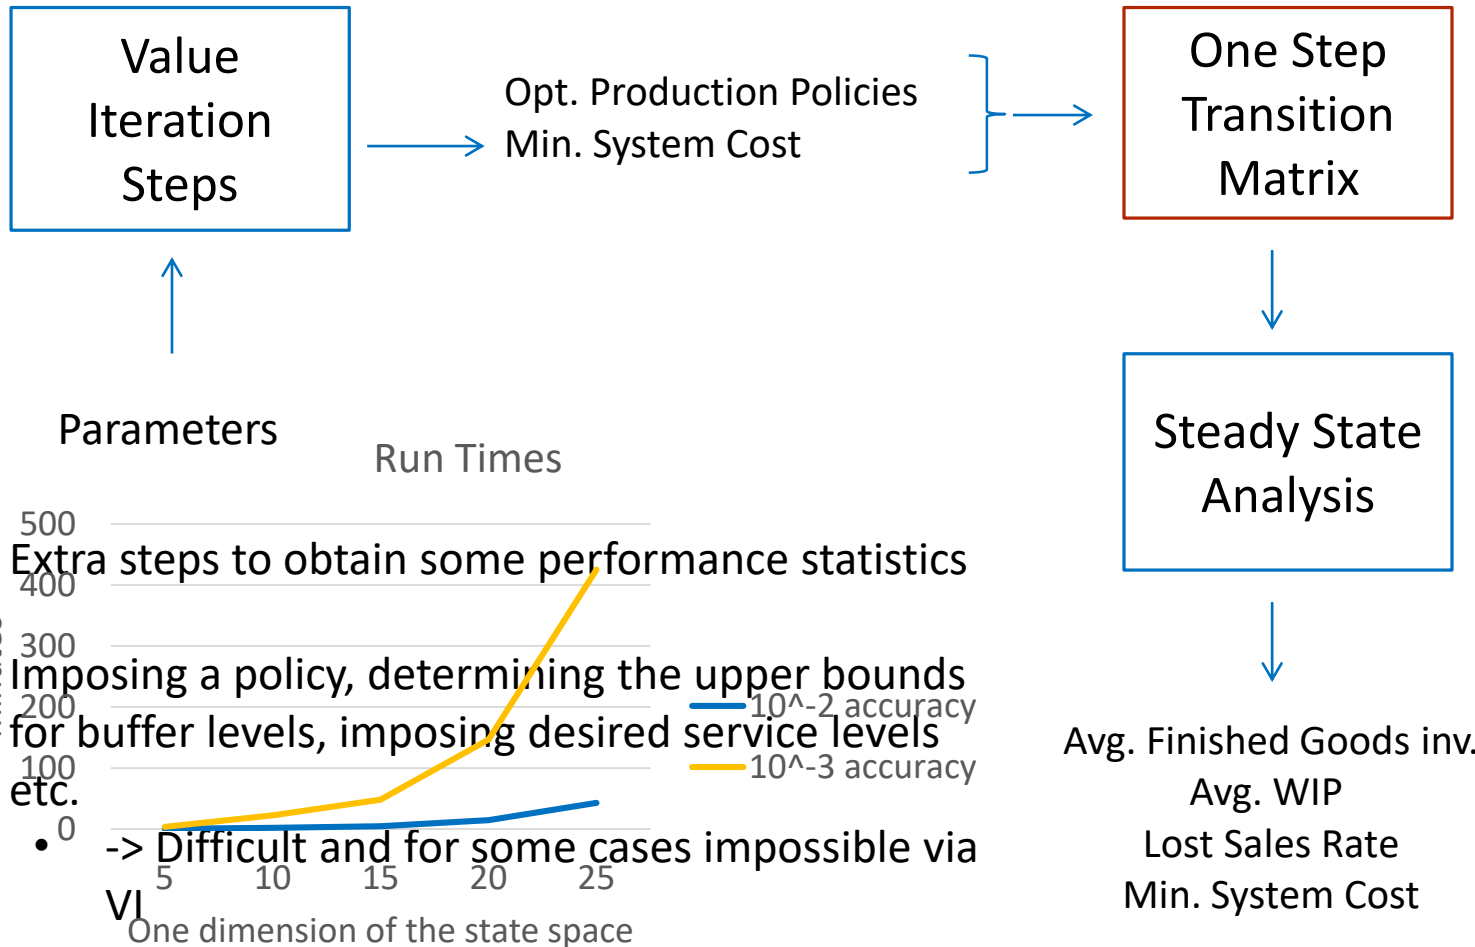 Value
Iteration
Steps
Opt. Production Policies
Min. System Cost
One Step
Transition
Matrix
Parameters
Steady State
Analysis
Run Times
500
400
300
200
100
0
5 10 15 20 25
One dimension of the state space
10^-2 accuracy
10^-3 accuracy
Extra steps to obtain some performance statistics
Imposing a policy, determining the upper bounds
for buffer levels, imposing desired service levels
etc.
• -> Difficult and for some cases impossible via
VI
Avg. Finished Goods inv.
Avg. WIP
Lost Sales Rate
Min. System Cost